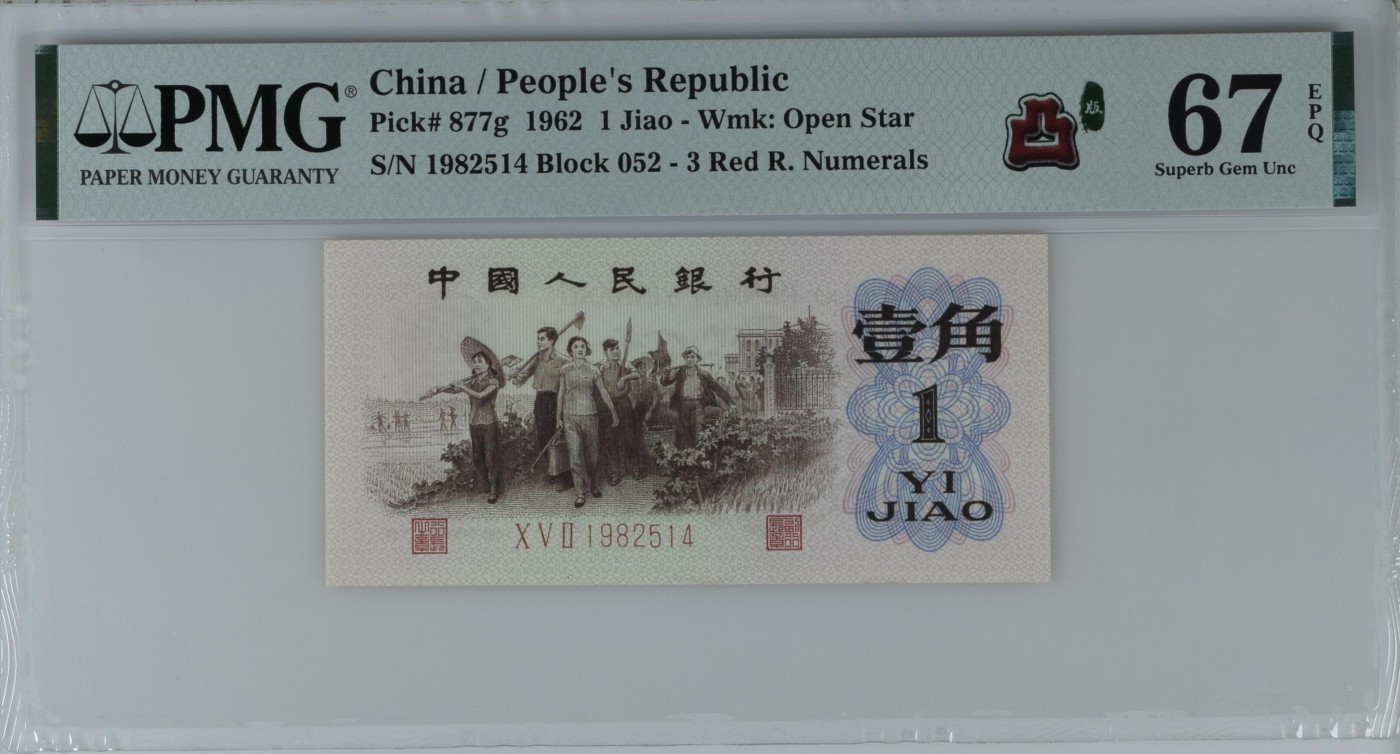 PMG®
PAPER MONEY GUARANTY
China / People's Republic
Pick# 877g 1962 1 Jiao - Wmk: Open Star
S/N 1982514 Block 052 - 3 Red R. Numerals
凸
版
67
EPQ
Superb Gem Unc
中國人民銀行
壹角
1
YI
JIAO
XVII 1982514